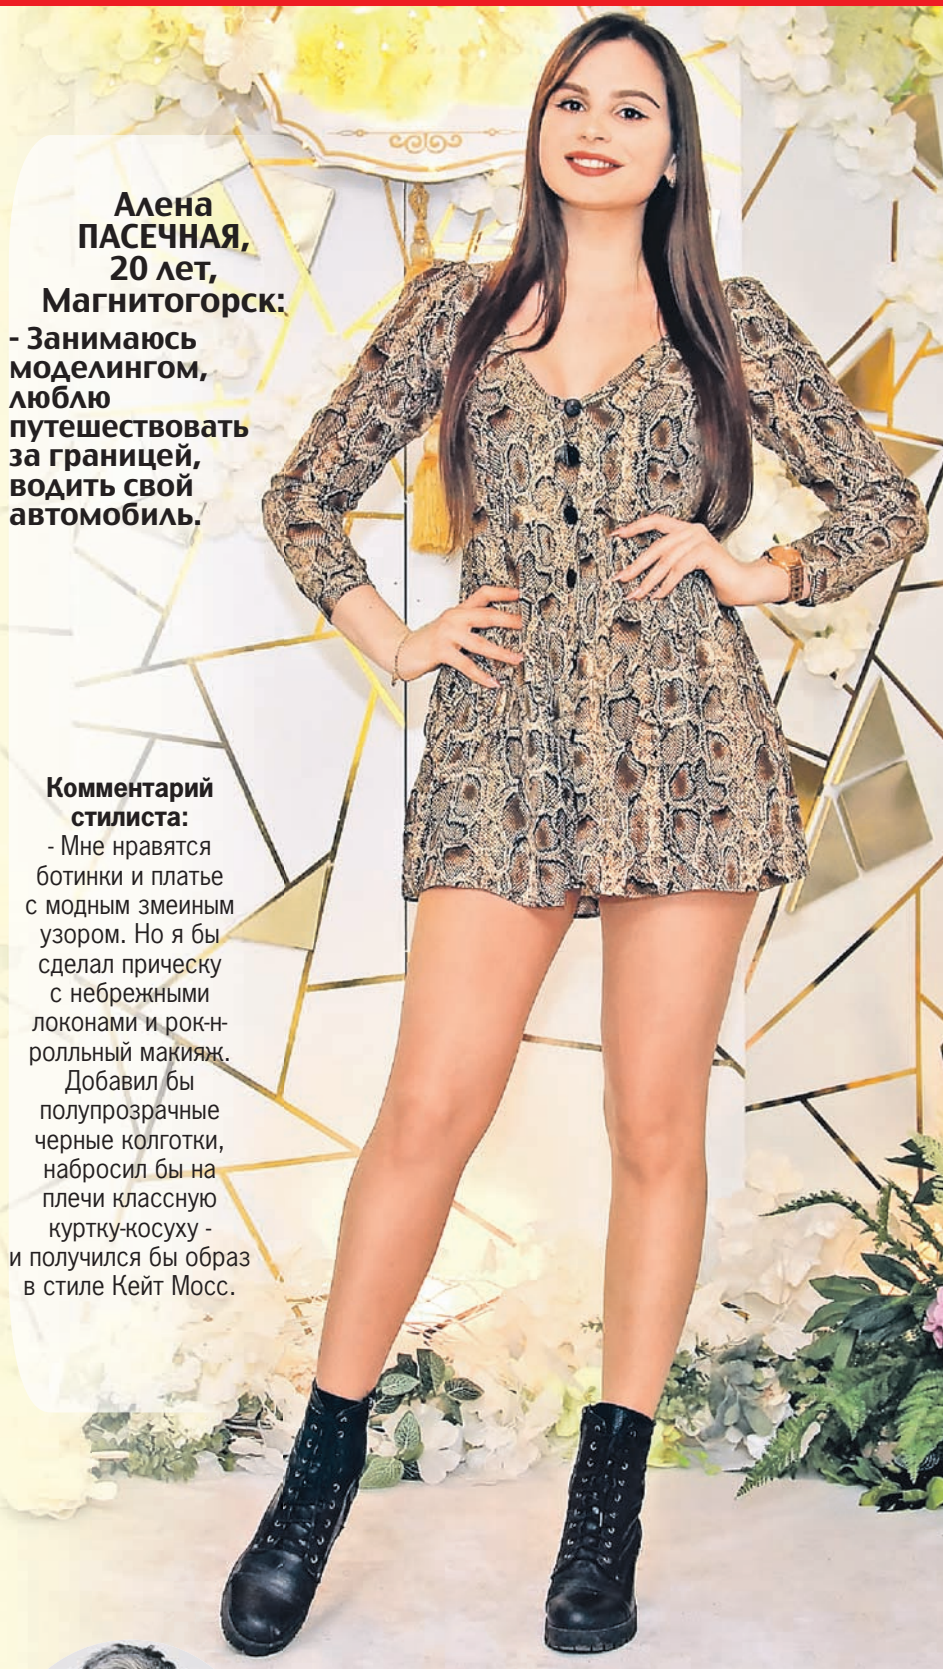 Алена
ПАСЕЧНАЯ,
20 лет,
Магнитогорск:
- Занимаюсь
моделингом,
люблю
путешествовать
за границей,
водить свой
автомобиль.
Комментарий
стилиста:
- Мне нравятся
ботинки и платье
с модным змеиным
узором. Но я бы
сделал прическу
с небрежными
локонами и рок-н-
ролльный макияж.
Добавил бы
полупрозрачные
черные колготки,
набросил бы на
плечи классную
куртку-косуху -
и получился бы образ
в стиле Кейт Мосс.